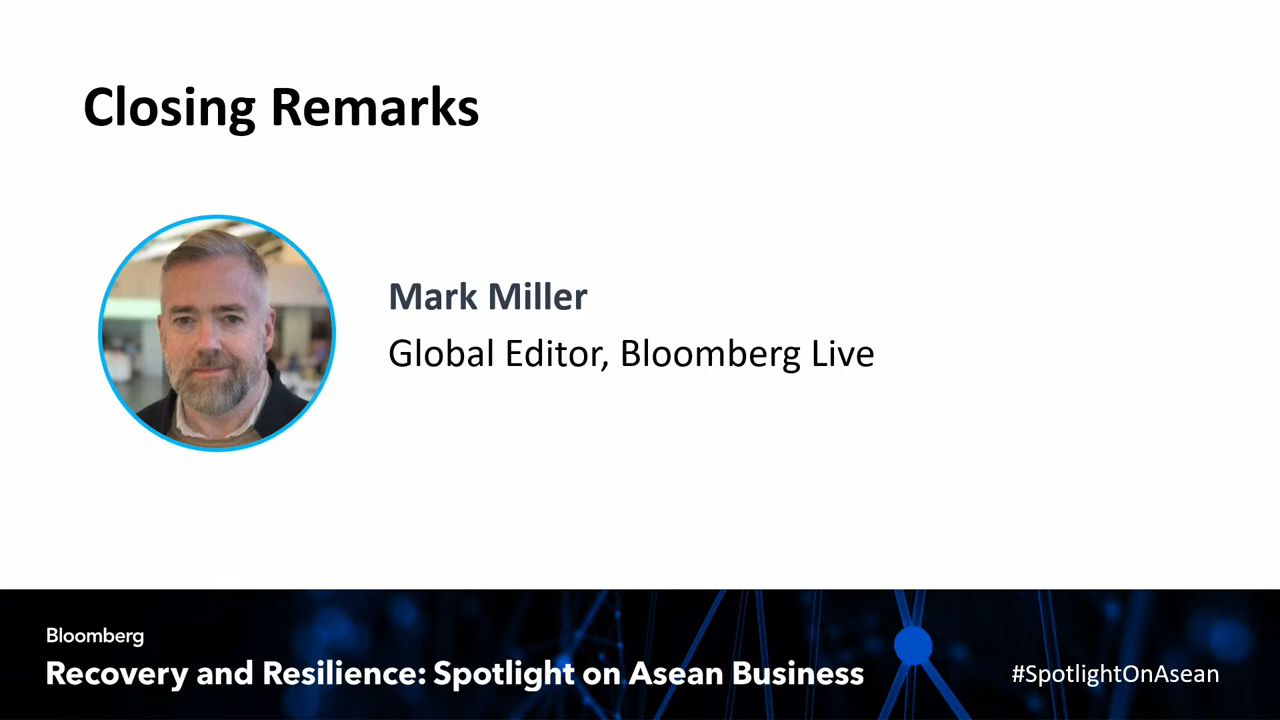 Closing Remarks
Mark Miller
Global Editor, Bloomberg Live
Bloomberg
Recovery and Resilience: Spotlight on Asean Business
#SpotlightOnAsean